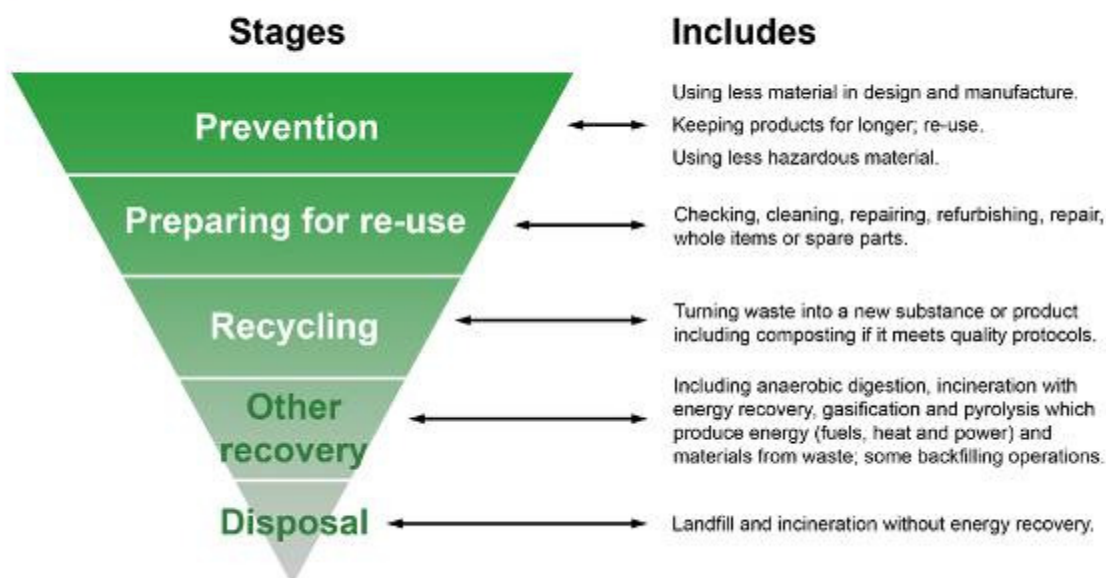 Stages
Includes
Prevention
Using less material in design and manufacture.
Keeping products for longer; re-use.
Using less hazardous material.
Preparing for re-use
Checking, cleaning, repairing, refurbishing, repair,
whole items or spare parts.
Recycling
Turning waste into a new substance or product
including composting if it meets quality protocols.
Other
recovery
Including anaerobic digestion, incineration with
energy recovery, gasification and pyrolysis which
produce energy (fuels, heat and power) and
materials from waste; some backfilling operations.
Disposal
Landfill and incineration without energy recovery.